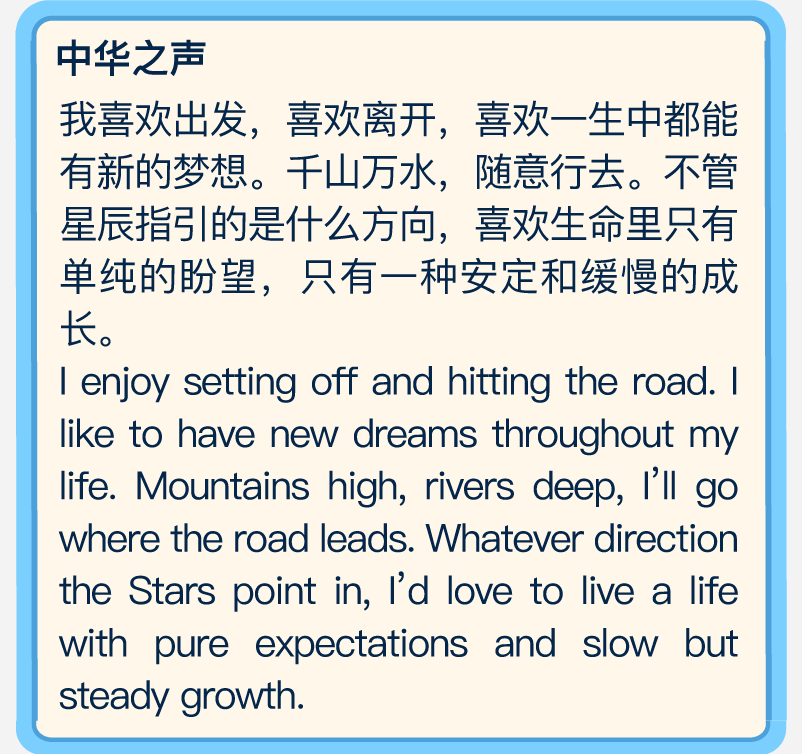 中华之声
我喜欢出发，喜欢离开，喜欢一生中都能
有新的梦想。千山万水，随意行去。不管
星辰指引的是什么方向，喜欢生命里只有
单纯的盼望，只有一种安定和缓慢的成
长。
I enjoy setting off and hitting the road. I
like to have new dreams throughout my
life. Mountains high, rivers deep, I’ll go
where the road leads. Whatever direction
the Stars point in, I’d love to live a life
with pure expectations and slow but
steady growth.